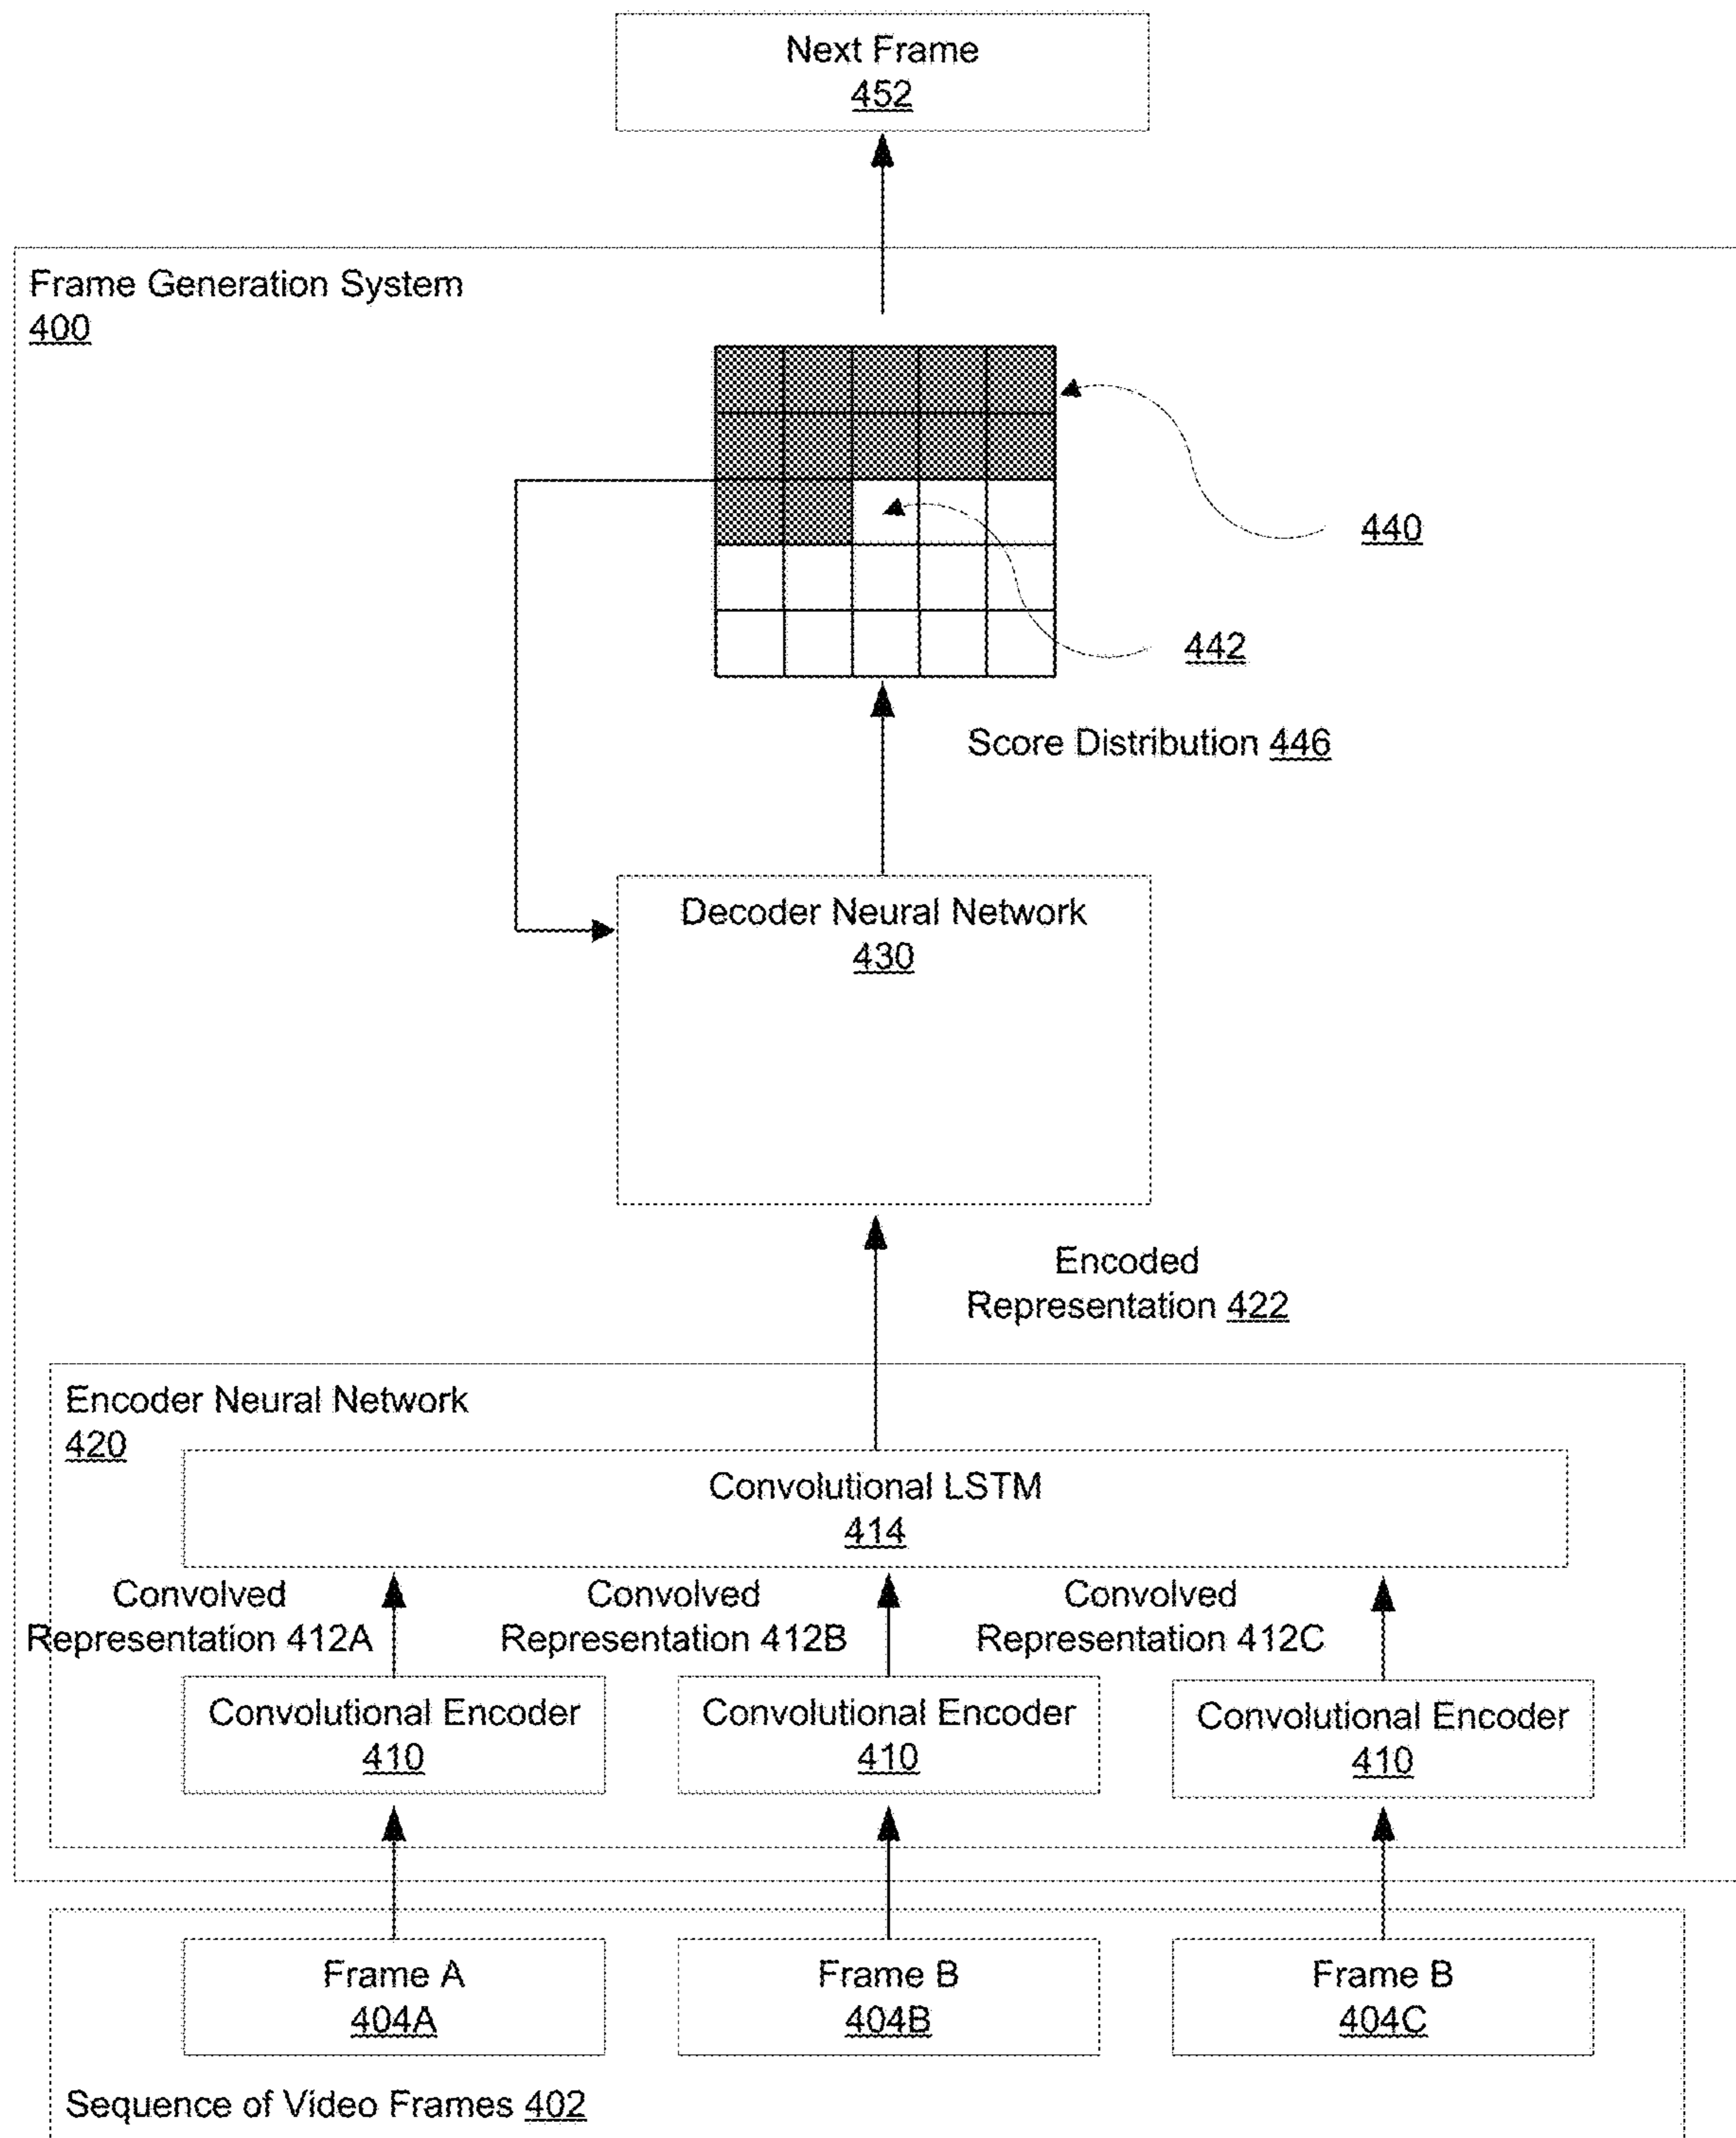 Next Frame
452
Frame Generation System
400
440
442
Score Distribution 446
Decoder Neural Network
430
Encoded
Representation 422
Encoder Neural Network
420
Convolutional LSTM
414
Convolved
Representation 412A
Convolved
Representation 412B
Convolved
Representation 412C
Convolutional Encoder
410
Convolutional Encoder
410
Convolutional Encoder
410
Frame A
404A
Frame B
404B
Frame B
404C
Sequence of Video Frames 402